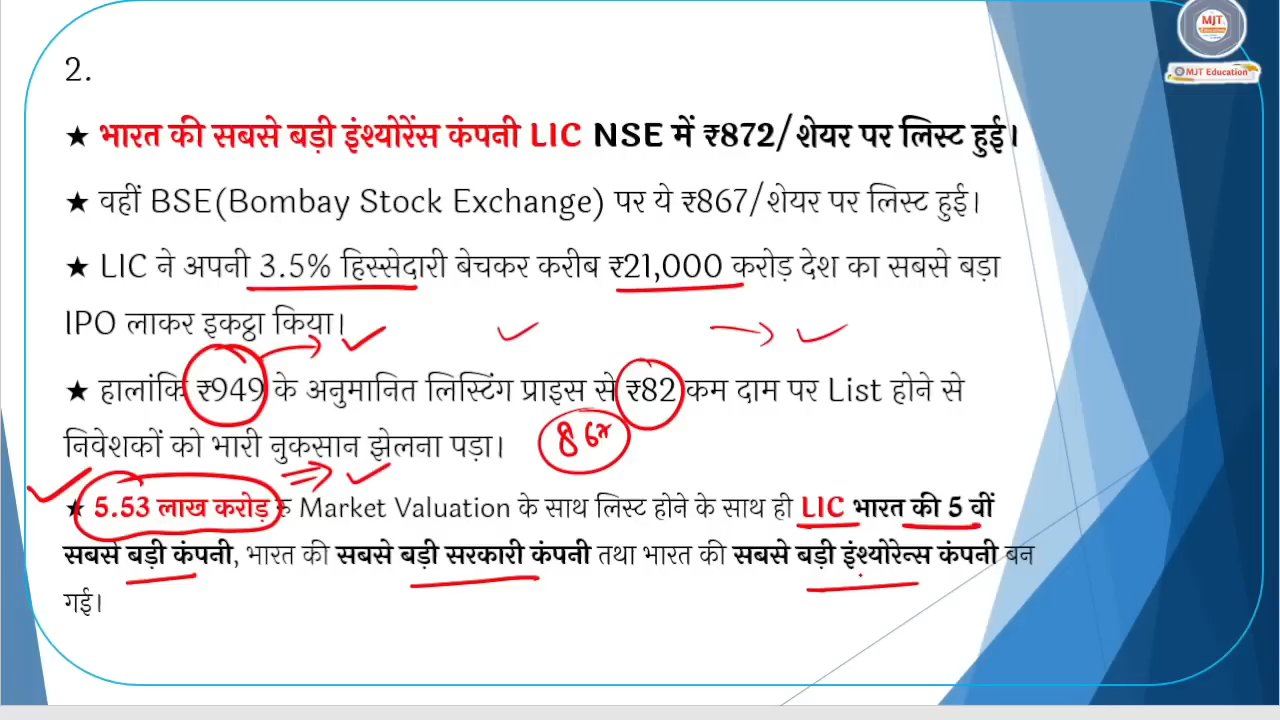 MJT
Education
MJT Education
2.
★ भारत की सबसे बड़ी इंश्योरेंस कंपनी LIC NSE में ₹872/शेयर पर लिस्ट हुई।
★ वहीं BSE(Bombay Stock Exchange) पर ये ₹867/शेयर पर लिस्ट हुई।
★ LIC ने अपनी 3.5% हिस्सेदारी बेचकर करीब ₹21,000 करोड़ देश का सबसे बड़ा
IPO लाकर इकट्ठा किया।
★ हालांकि ₹949 के अनुमानित लिस्टिंग प्राइस से ₹82 कम दाम पर List होने से
निवेशकों को भारी नुकसान झेलना पड़ा।
★ 5.53 लाख करोड़ रु Market Valuation के साथ लिस्ट होने के साथ ही LIC भारत की 5 वीं
सबसे बड़ी कंपनी, भारत की सबसे बड़ी सरकारी कंपनी तथा भारत की सबसे बड़ी इंश्योरेन्स कंपनी बन
गई।